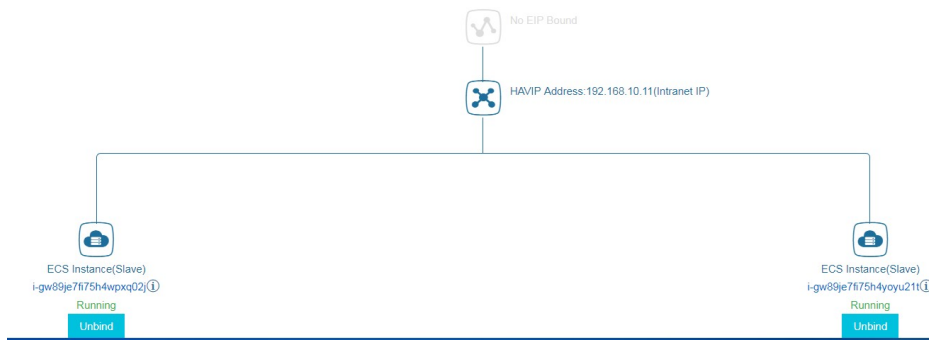 No EIP Bound
HAVIP Address:192.168.10.11(Intranet IP)
ECS Instance(Slave)
i-gw89je7fi75h4wpxq02j
Running
Unbind
ECS Instance(Slave)
i-gw89je7fi75h4yoyu21t
Running
Unbind